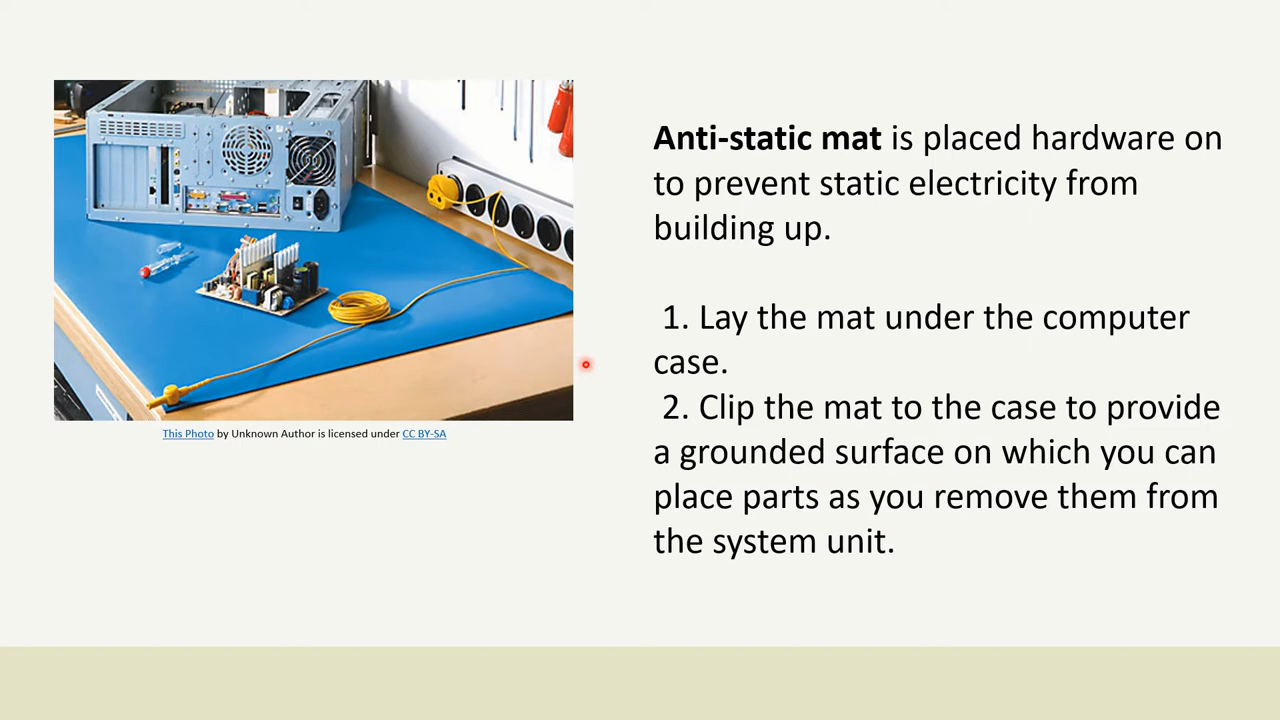 Anti-static mat is placed hardware on
to prevent static electricity from
building up.
1. Lay the mat under the computer
case.
2. Clip the mat to the case to provide
a grounded surface on which you can
place parts as you remove them from
the system unit.
This Photo by Unknown Author is licensed under CC BY-SA